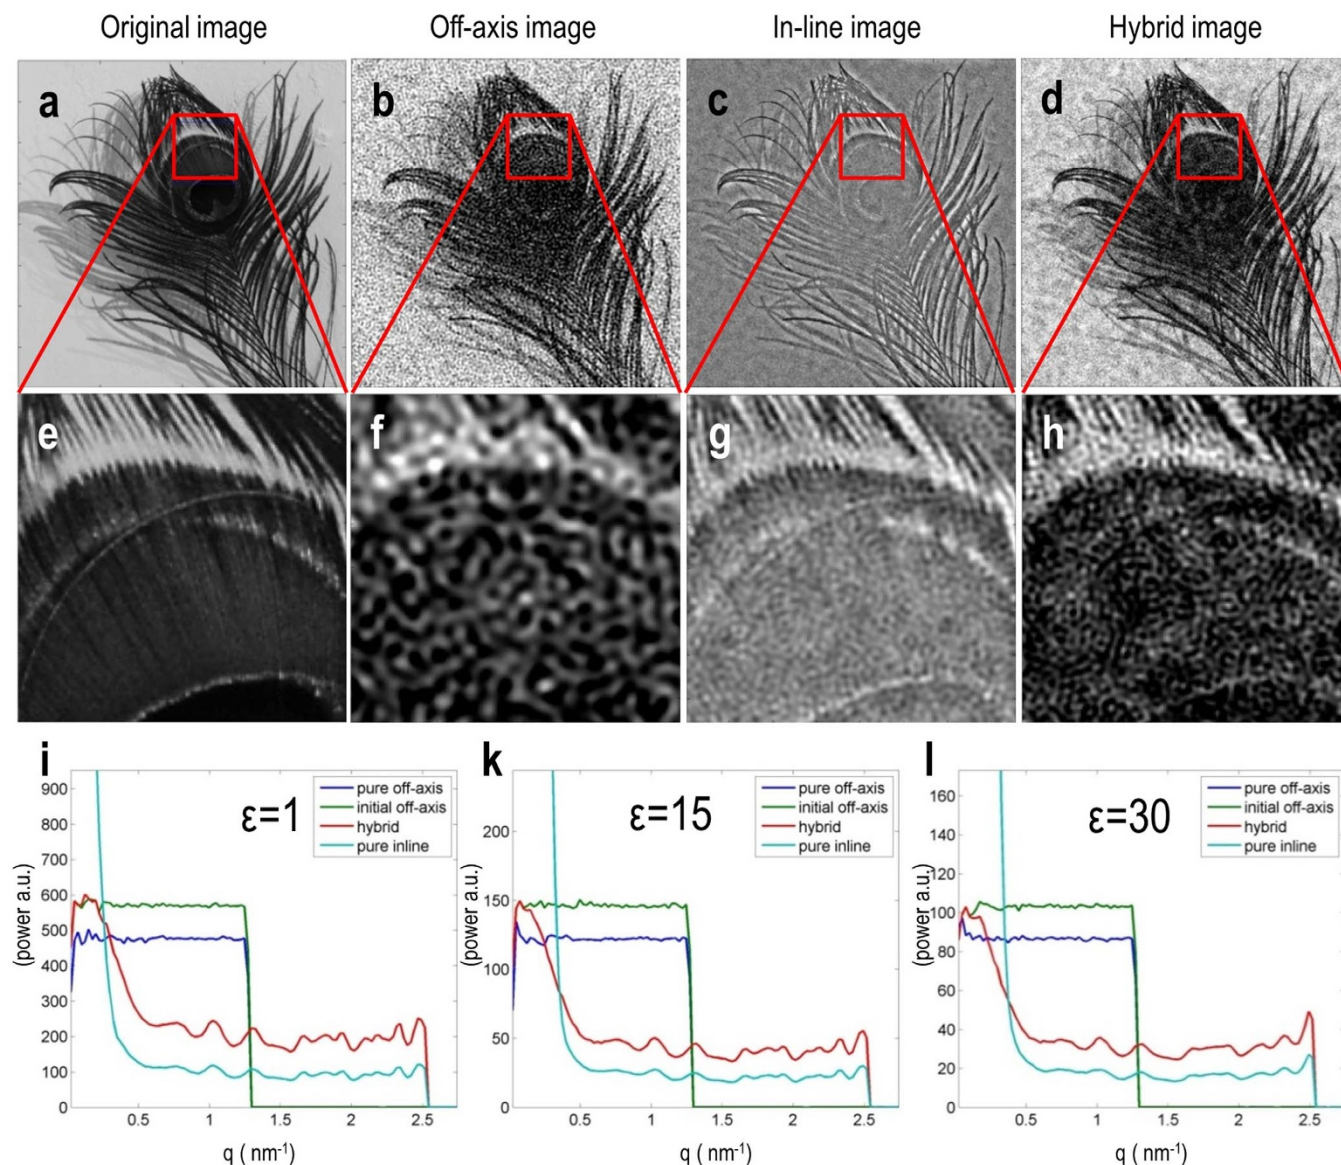 Original image
Off-axis image
In-line image
Hybrid image
a
b
c
d
e
f
g
h
i
900
800
700
600
500
400
300
200
100
0
(power a.u.)
ε=1
pure off-axis
initial off-axis
hybrid
pure inline
0.5
1
1.5
2
2.5
q ( nm-1)
k
200
150
100
50
0
(power a.u.)
ε=15
pure off-axis
initial off-axis
hybrid
pure inline
0.5
1
1.5
2
2.5
q ( nm-1)
l
160
140
120
100
80
60
40
20
0
(power a.u.)
ε=30
pure off-axis
initial off-axis
hybrid
pure inline
0.5
1
1.5
2
2.5
q ( nm-1)